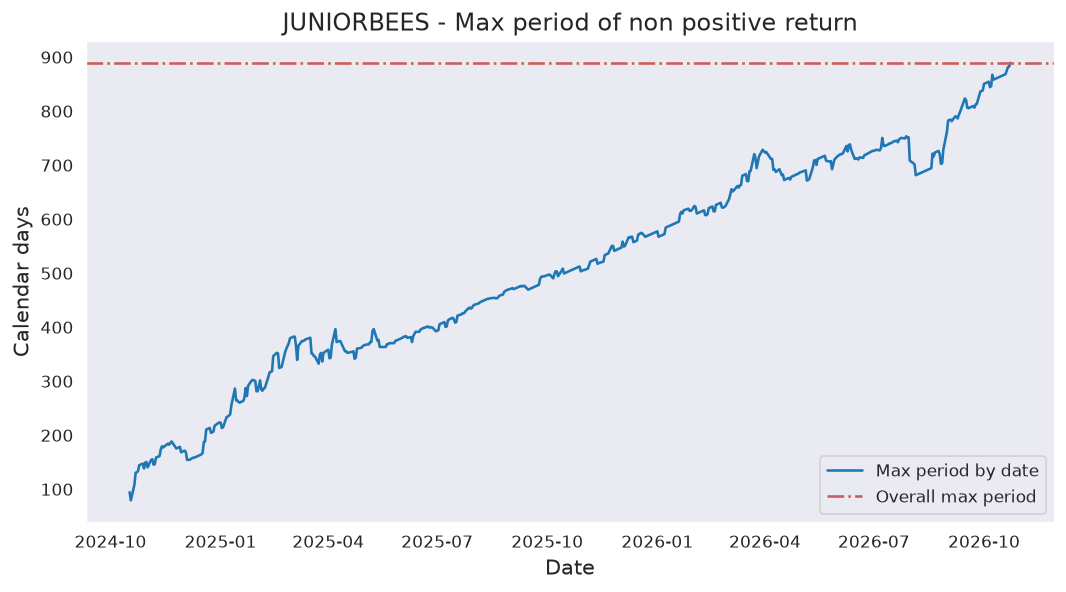 JUNIORBEES - Max period of non positive return
Calendar days
900
800
700
600
500
400
300
200
100
Max period by date
Overall max period
2024-10 2025-01 2025-04 2025-07 2025-10 2026-01 2026-04 2026-07 2026-10
Date